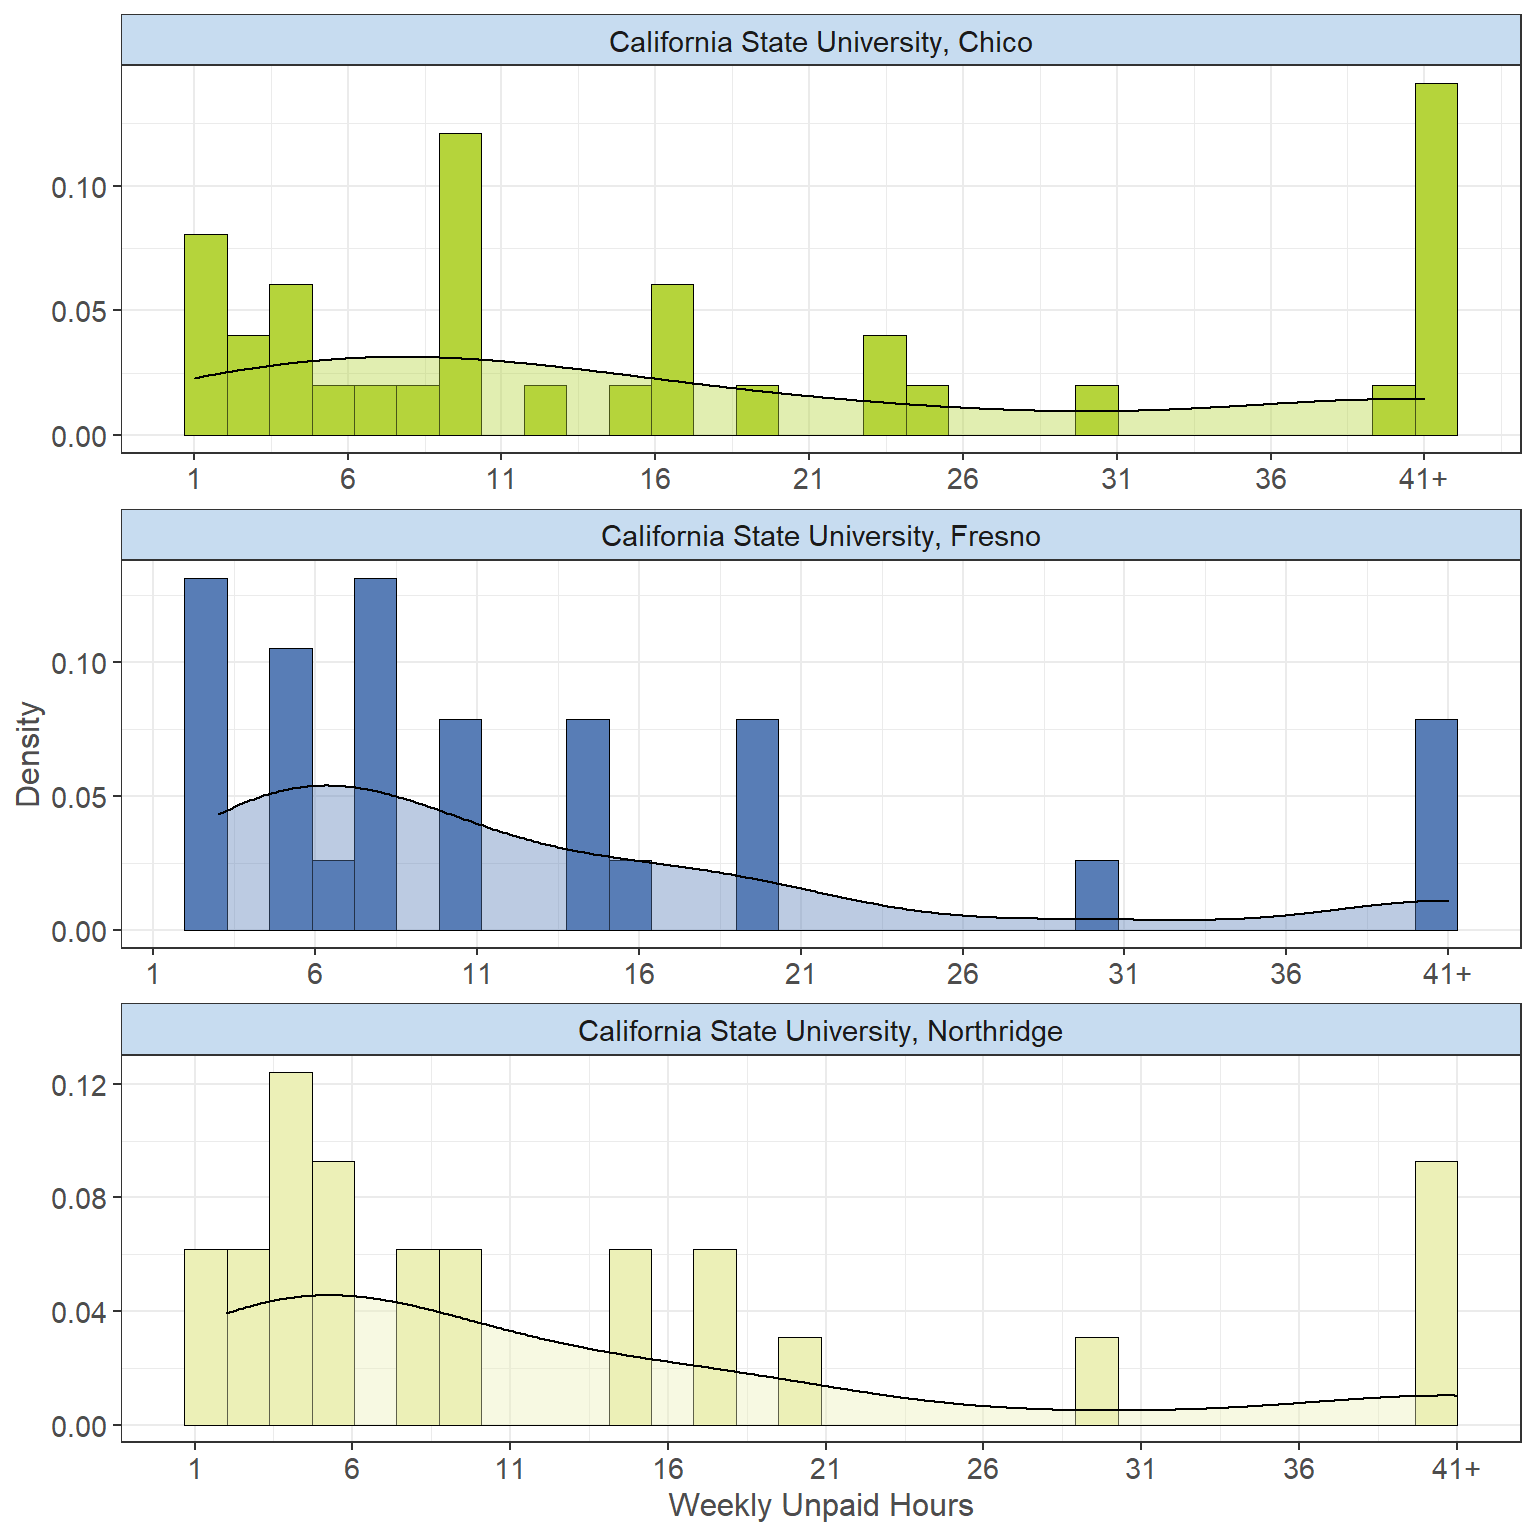 California State University, Chico
0.10
0.05
0.00
1 6 11 16 21 26 31 36 41+
California State University, Fresno
Density
0.10
0.05
0.00
1 6 11 16 21 26 31 36 41+
California State University, Northridge
0.12
0.08
0.04
0.00
1 6 11 16 21 26 31 36 41+
Weekly Unpaid Hours